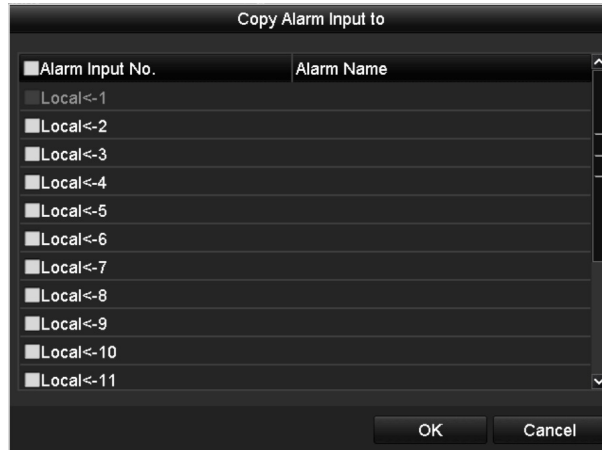 Copy Alarm Input to
Alarm Input No. Alarm Name
Local<-1
Local<-2
Local<-3
Local<-4
Local<-5
Local<-6
Local<-7
Local<-8
Local<-9
Local<-10
Local<-11
OK Cancel